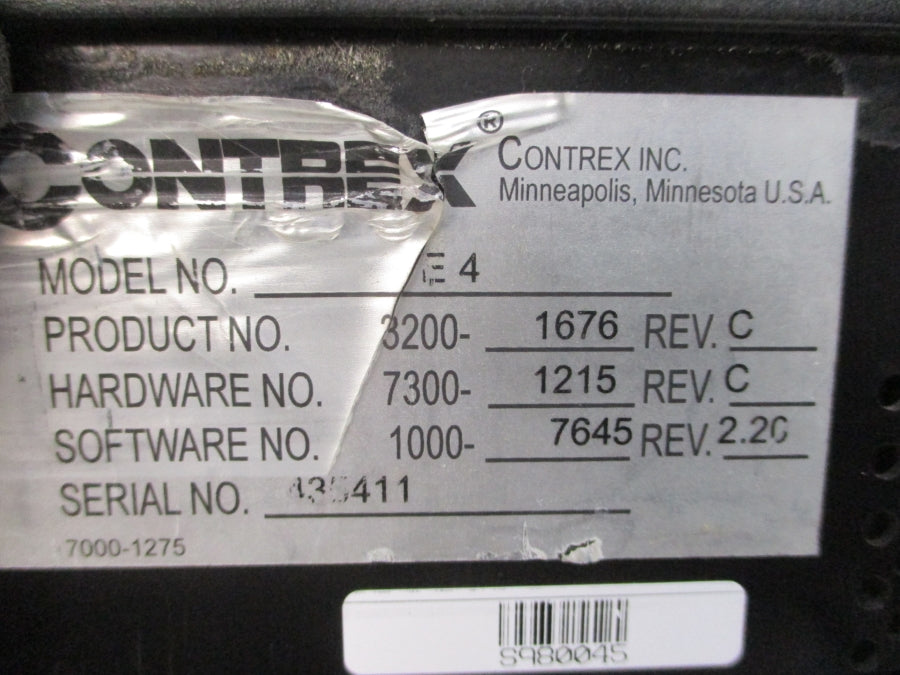 CONTREX®
CONTREX INC.
Minneapolis, Minnesota U.S.A.
MODEL NO. E 4
PRODUCT NO. 3200- 1676 REV. C
HARDWARE NO. 7300- 1215 REV. C
SOFTWARE NO. 1000- 7645 REV. 2.20
SERIAL NO.
7000-1275
S980045